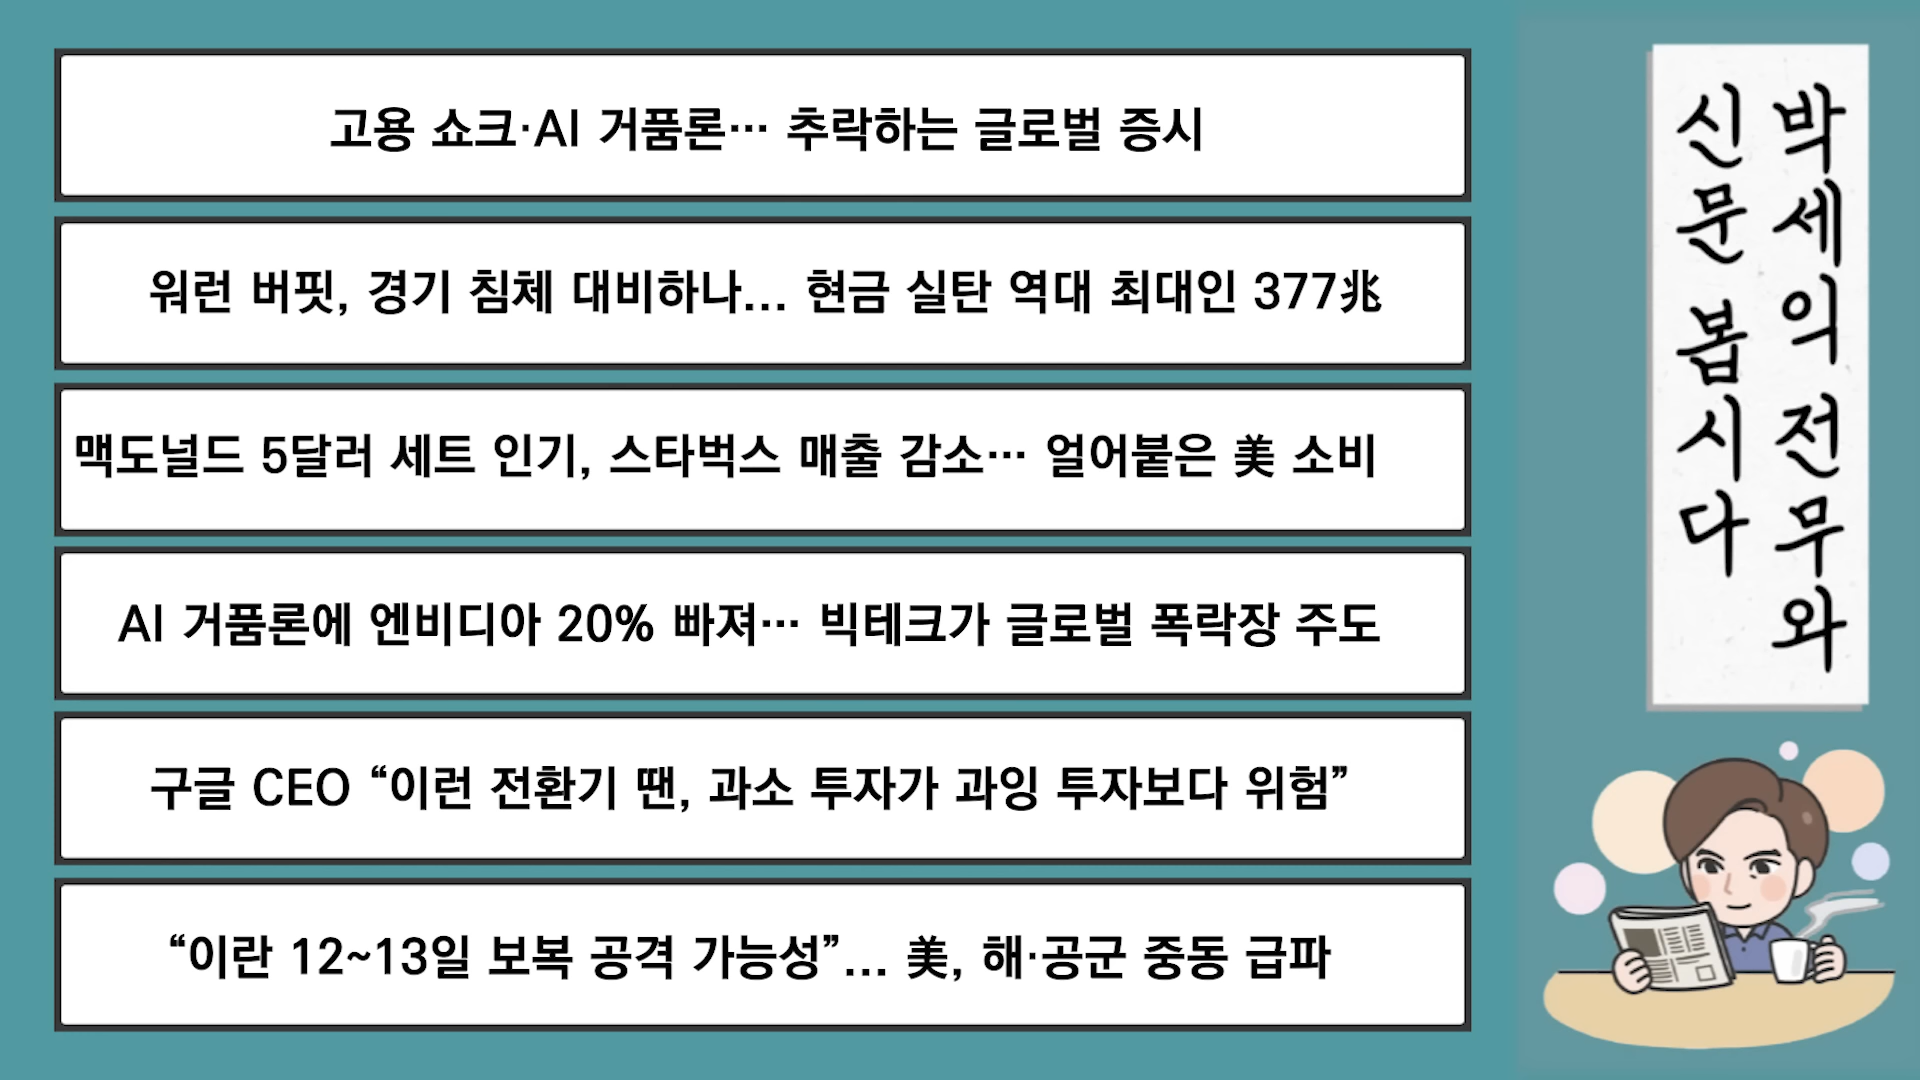 고용 쇼크·AI 거품론… 추락하는 글로벌 증시
워런 버핏, 경기 침체 대비하나... 현금 실탄 역대 최대인 377兆
맥도널드 5달러 세트 인기, 스타벅스 매출 감소… 얼어붙은 美 소비
AI 거품론에 엔비디아 20% 빠져… 빅테크가 글로벌 폭락장 주도
구글 CEO “이런 전환기 땐, 과소 투자가 과잉 투자보다 위험”
“이란 12~13일 보복 공격 가능성”... 美, 해·공군 중동 급파
박세의 전무와
신문 봅시다